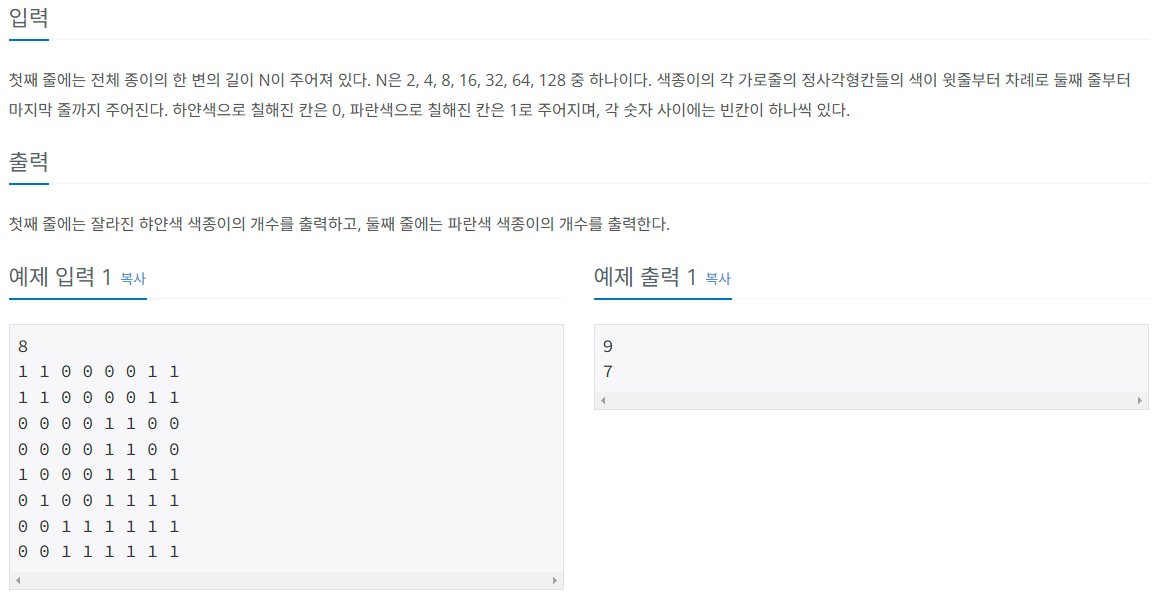 입력
첫째 줄에는 전체 종이의 한 변의 길이 N이 주어져 있다. N은 2, 4, 8, 16, 32, 64, 128 중 하나이다. 색종이의 각 가로줄의 정사각형칸들의 색이 윗줄부터 차례로 둘째 줄부터
마지막 줄까지 주어진다. 하얀색으로 칠해진 칸은 0, 파란색으로 칠해진 칸은 1로 주어지며, 각 숫자 사이에는 빈칸이 하나씩 있다.
출력
첫째 줄에는 잘라진 햐얀색 색종이의 개수를 출력하고, 둘째 줄에는 파란색 색종이의 개수를 출력한다.
예제 입력 1 복사
8
1 1 0 0 0 0 1 1
1 1 0 0 0 0 1 1
0 0 0 0 1 1 0 0
0 0 0 0 1 1 0 0
1 0 0 0 1 1 1 1
0 1 0 0 1 1 1 1
0 0 1 1 1 1 1 1
0 0 1 1 1 1 1 1
예제 출력 1 복사
9
7